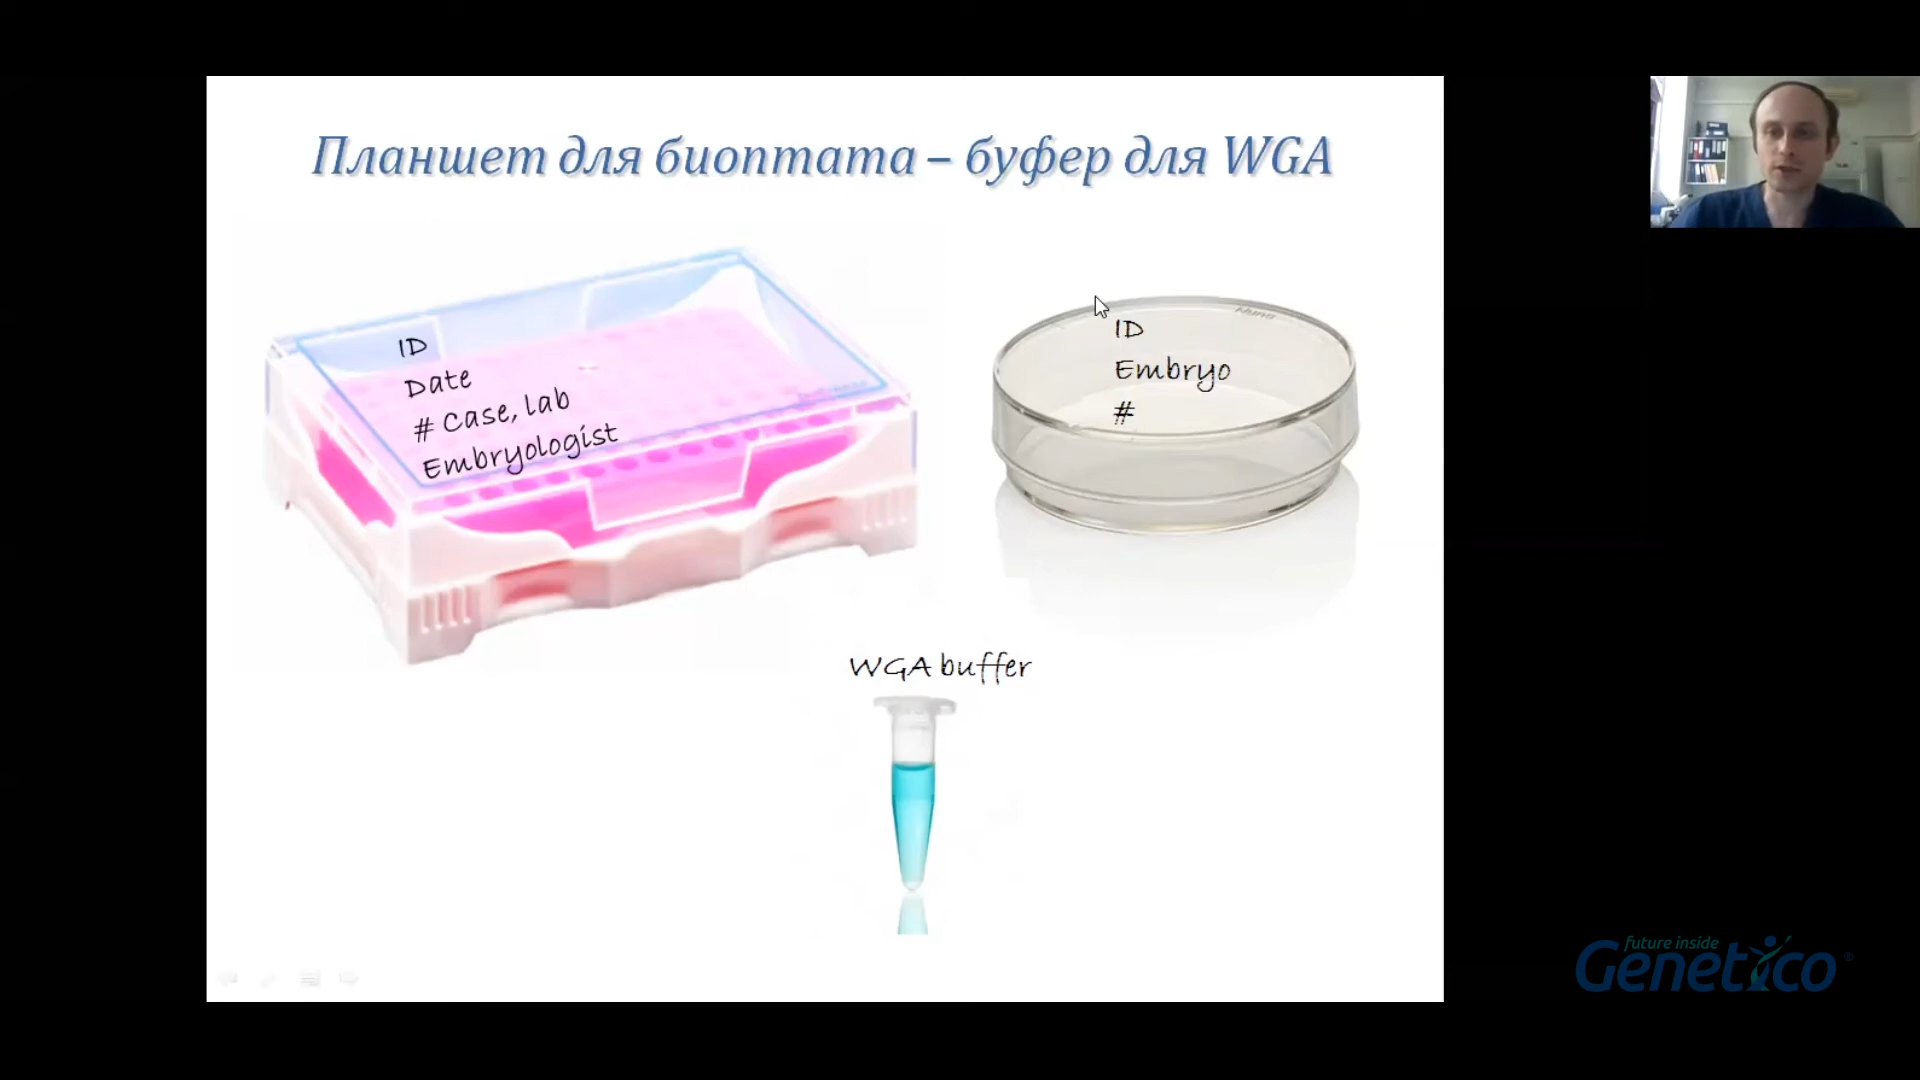 Планшет для биоптата – буфер для WGA
ID
Date
# Case, lab
Embryologist
ID
Embryo
#
WGA buffer
future inside
Genetico®